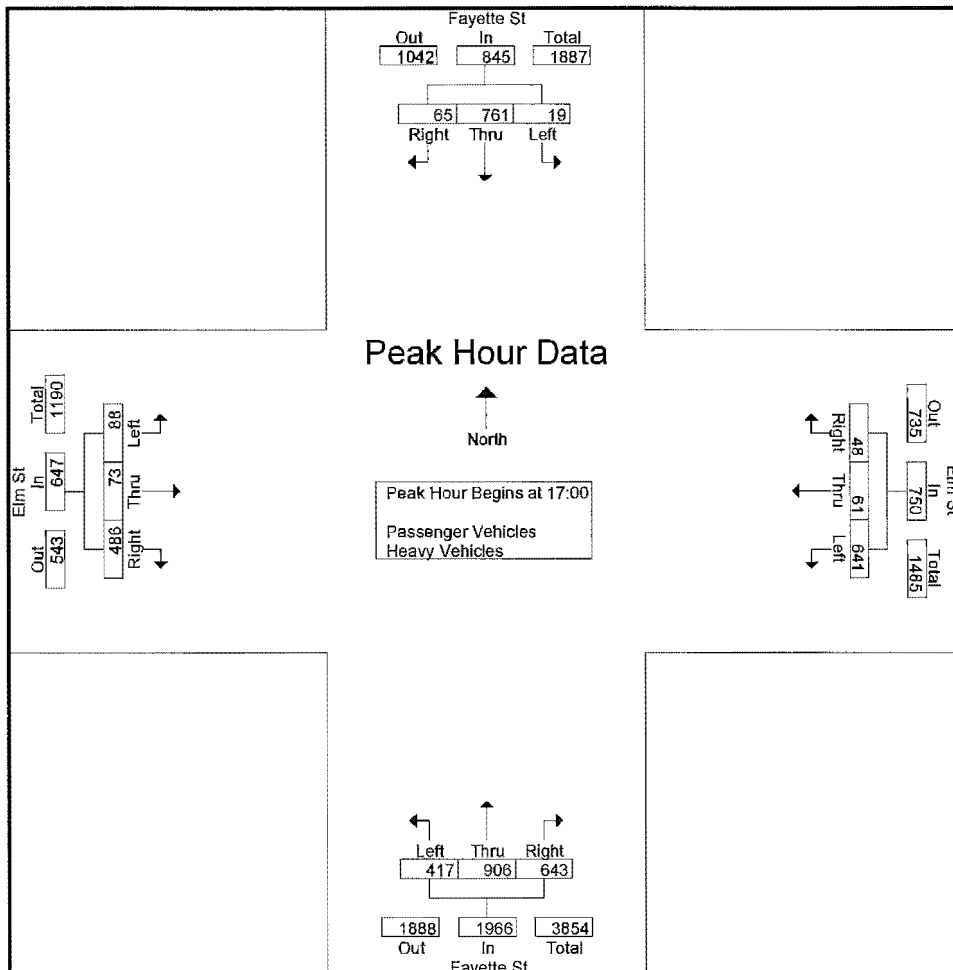 Fayette St
Out In Total
1042 845 1887
65 761 19
Right Thru Left
Peak Hour Data
North
Peak Hour Begins at 17:00
Passenger Vehicles
Heavy Vehicles
Elm St
Total In Out
1190 647 543
88 73 486
Left Thru Right
Elm St
Out In Total
735 750 1485
48 61 641
Right Thru Left
Left Thru Right
417 906 643
1888 1966 3854
Out In Total
Fayette St